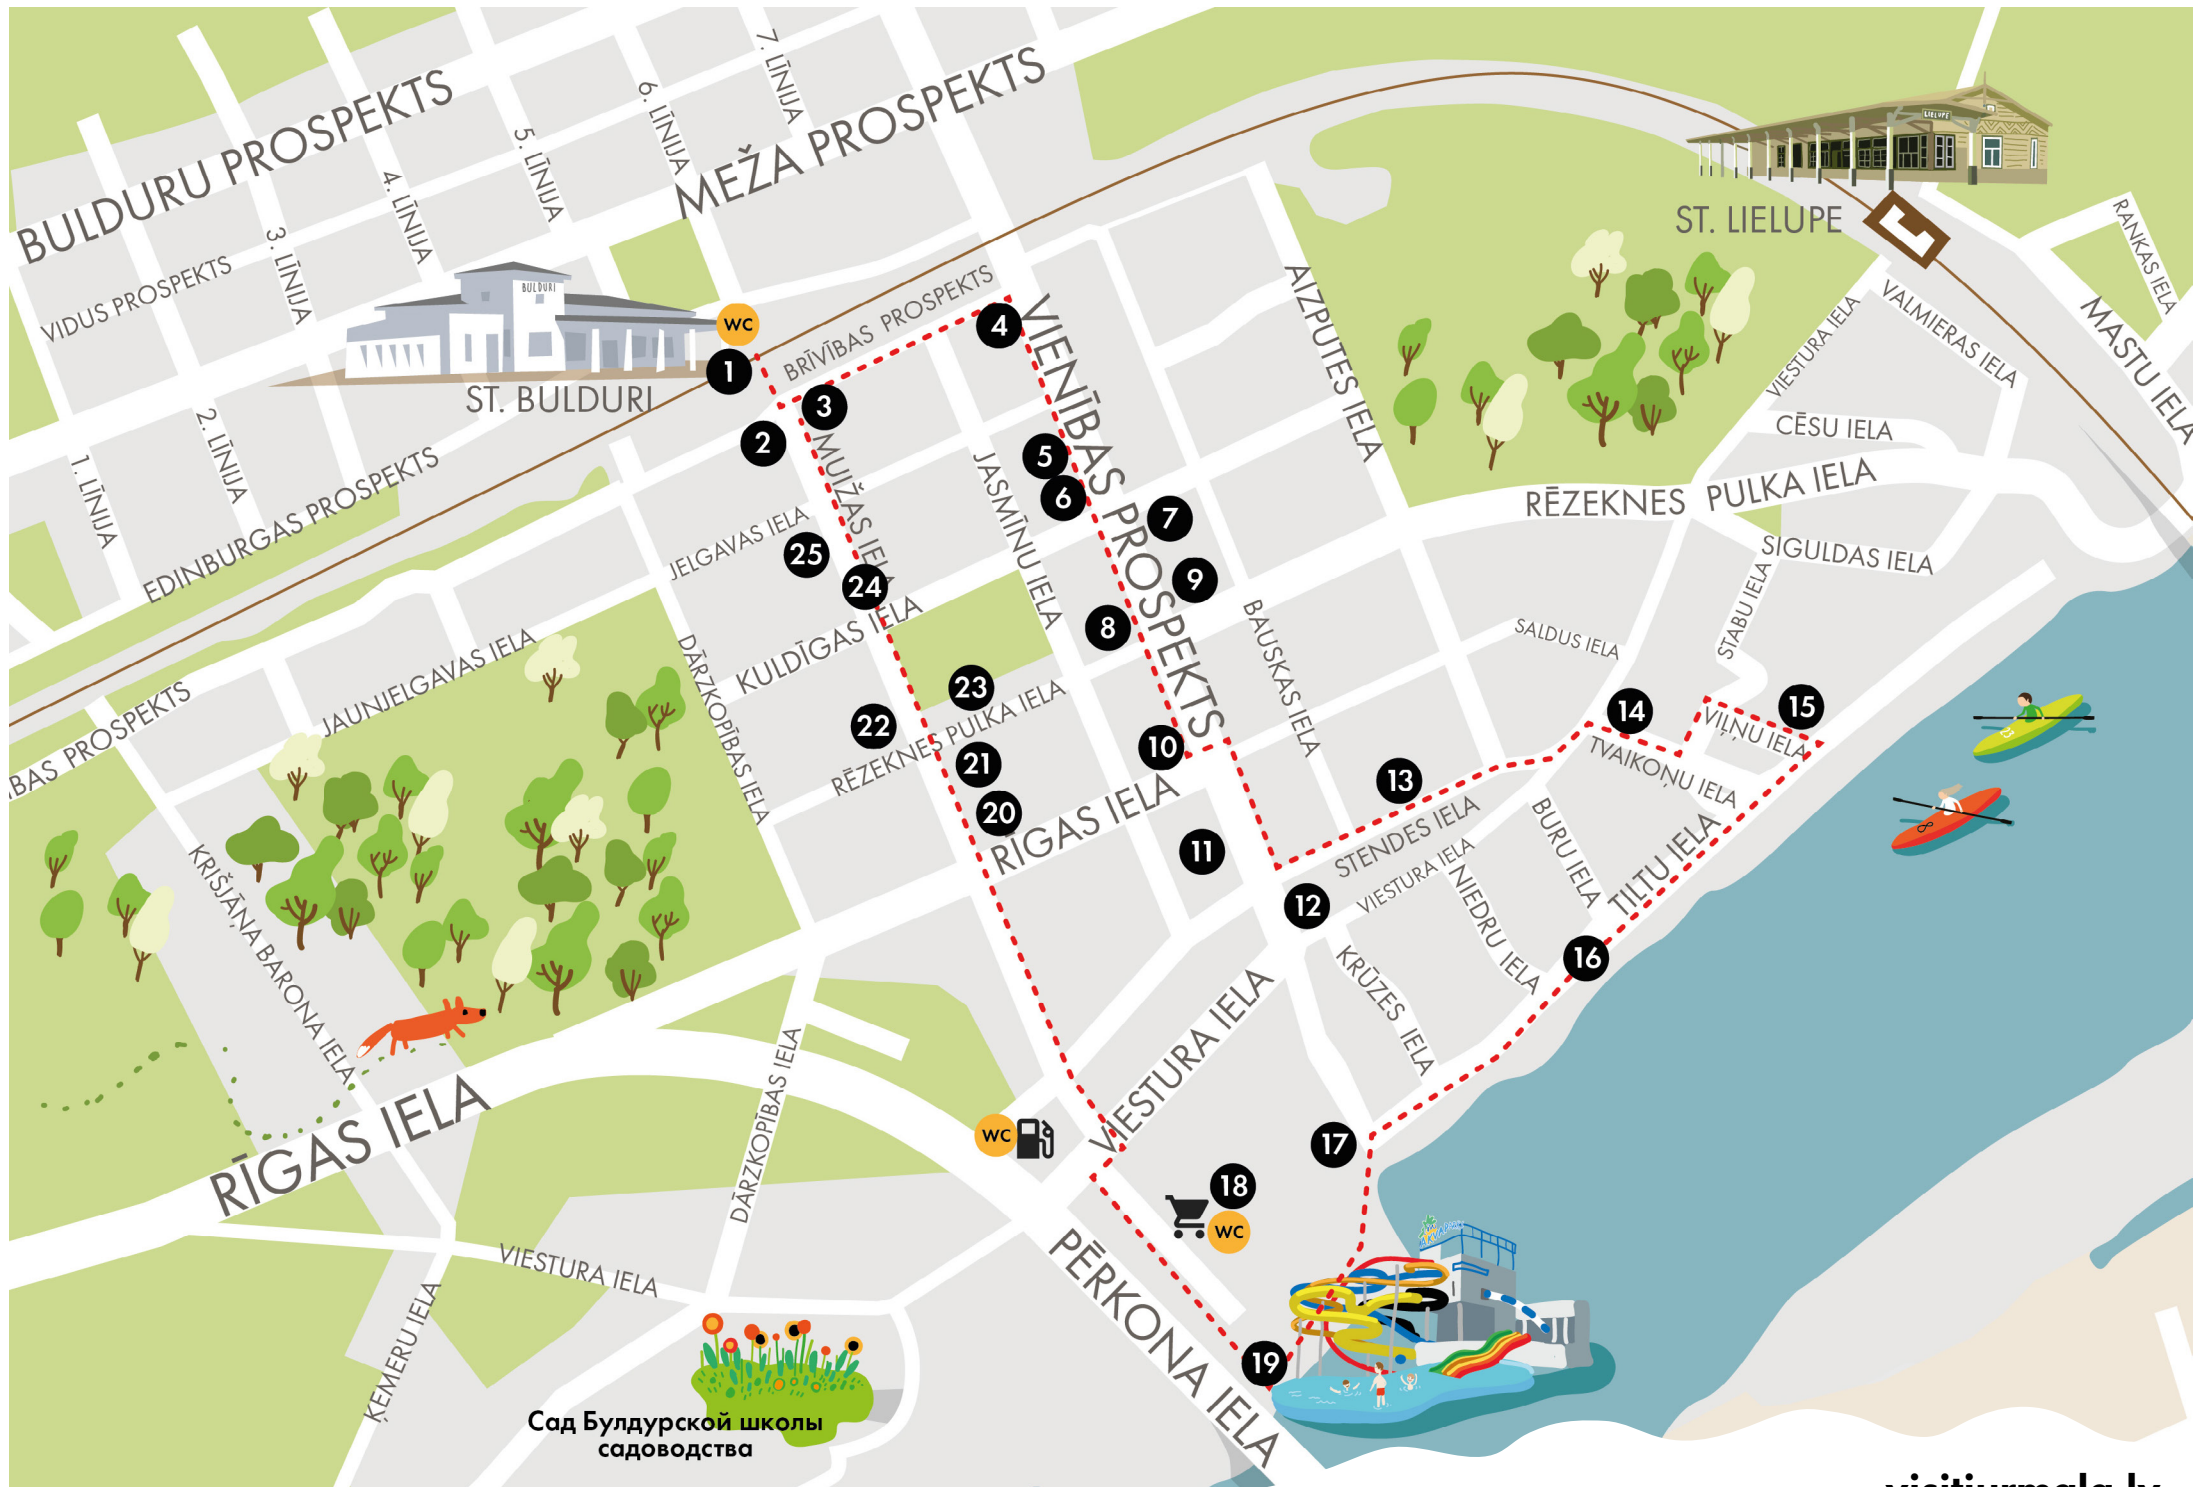 7. LĪNIJA
6. LĪNIJA
5. LĪNIJA
4. LĪNIJA
3. LĪNIJA
2. LĪNIJA
1. LĪNIJA
BULDURU PROSPEKTS
MEŽA PROSPEKTS
VIDUS PROSPEKTS
EDINBURGAS PROSPEKTS
BULDURI
ST. BULDURI
WC
1
2
3
4
BRĪVĪBAS PROSPEKTS
VIENĪBAS PROSPEKTS
AIZPUTES IELA
LIELUPE
ST. LIELUPE
RANKAS IELA
MASTU IELA
VALMIERAS IELA
VIESTURA IELA
CĒSU IELA
RĒZEKNES PULKA IELA
SIGULDAS IELA
STABU IELA
SALDUS IELA
MUIŽAS IELA
JASMĪNU IELA
JELGAVAS IELA
5
6
7
8
9
25
24
KULDĪGAS IELA
BAUSKAS IELA
JAUNJELGAVAS IELA
DĀRZKOPĪBAS IELA
ĪBAS PROSPEKTS
23
22
RĒZEKNES PULKA IELA
21
20
10
11
12
13
14
15
VIĻŅU IELA
TVAIKOŅU IELA
23
8
RĪGAS IELA
STENDES IELA
VIESTURA IELA
BURU IELA
NIEDRU IELA
TILTU IELA
16
KRŪZES IELA
KRIŠJĀŅA BARONA IELA
VIESTURA IELA
RĪGAS IELA
DĀRZKOPĪBAS IELA
WC
17
18
WC
VIESTURA IELA
ĶEMERU IELA
PĒRKONA IELA
19
Сад Булдурской школы
садоводства
visitjurmala.lv